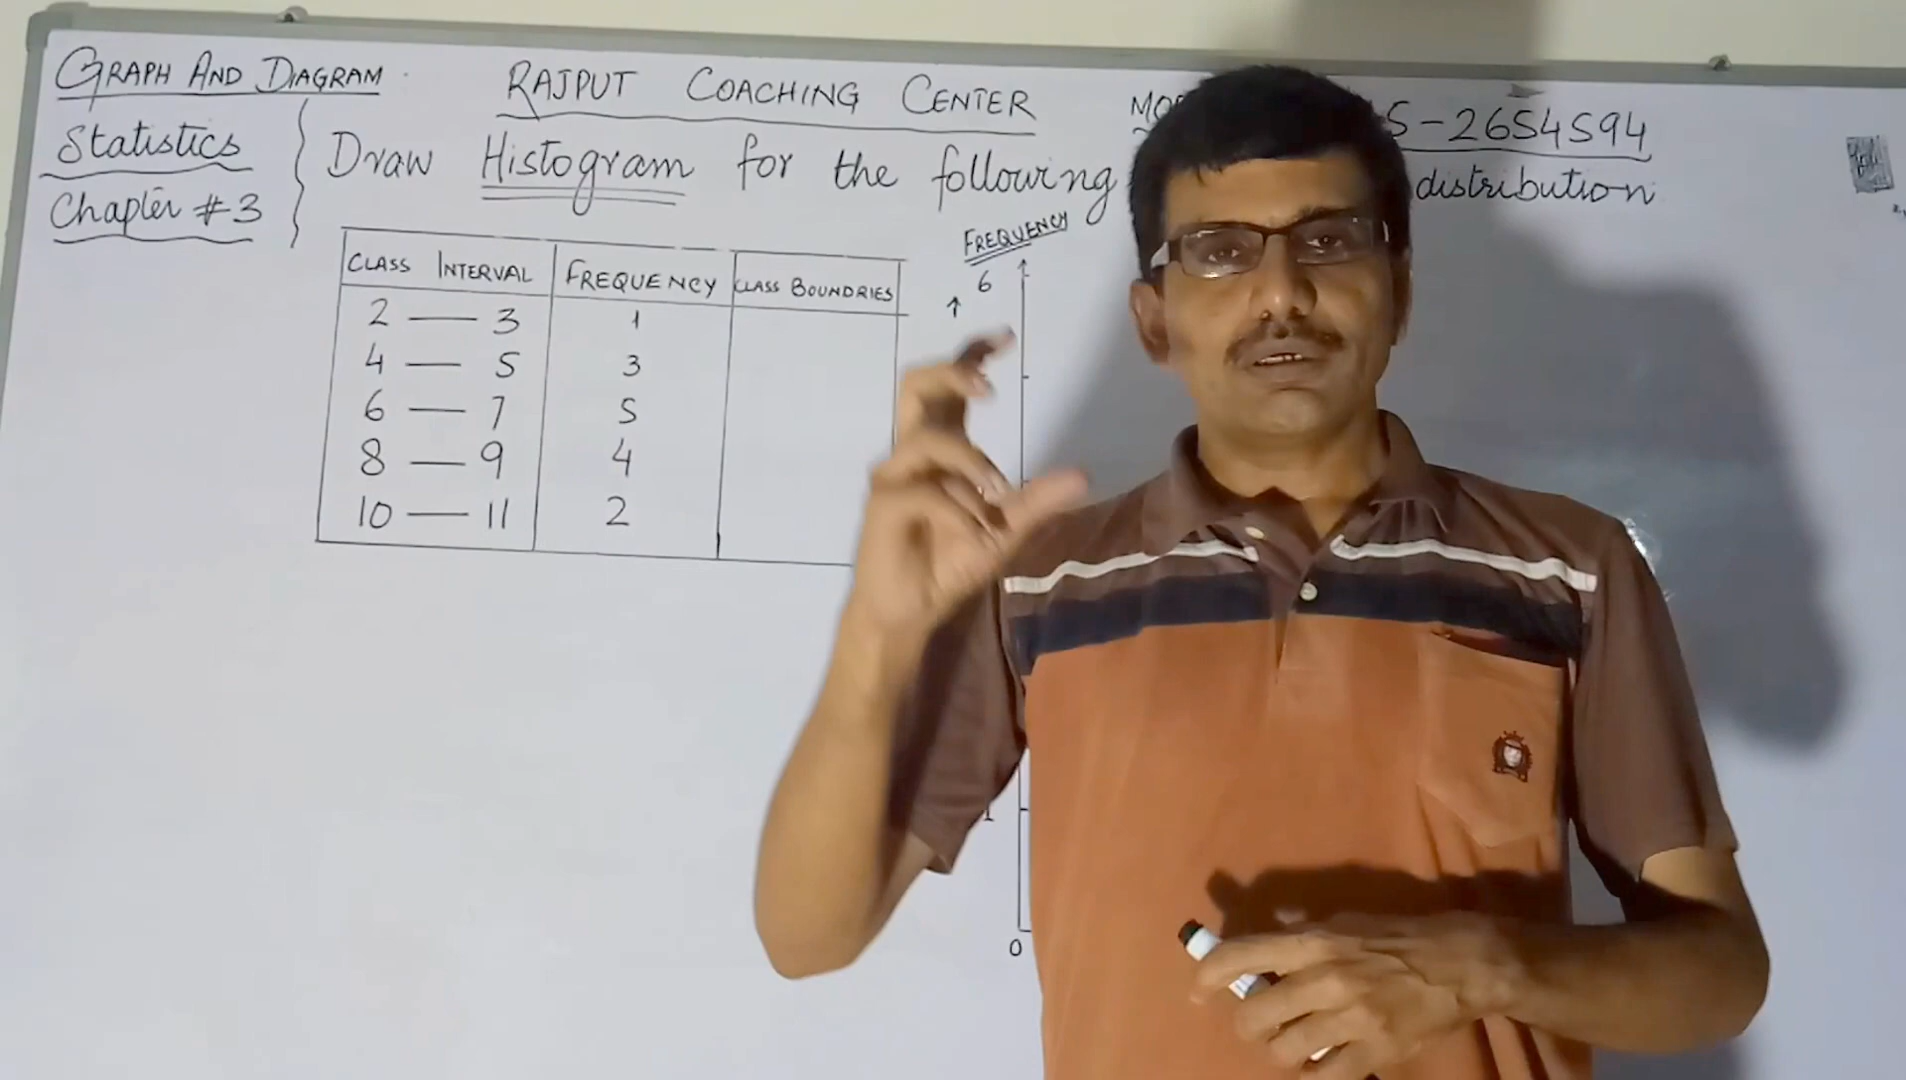 GRAPH AND DIAGRAM
RAJPUT COACHING CENTER
5-2654594
Statistics
Chapter #3
Draw Histogram for the following distribution
CLASS INTERVAL FREQUENCY CLASS BOUNDRIES
2 — 3 1
4 — 5 3
6 — 7 5
8 — 9 4
10 — 11 2
FREQUENCY
6
1
0